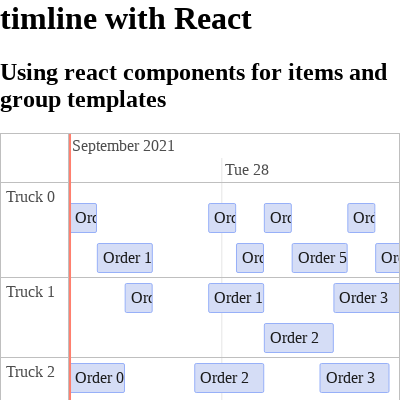 timline with React
Using react components for items and
group templates
September 2021
Tue 28
Truck 0
Orc Orc Orc Orc
Order 1 Orc Order 5 Or
Truck 1
Orc Order 1 Order 3
Order 2
Truck 2
Order 0 Order 2 Order 3